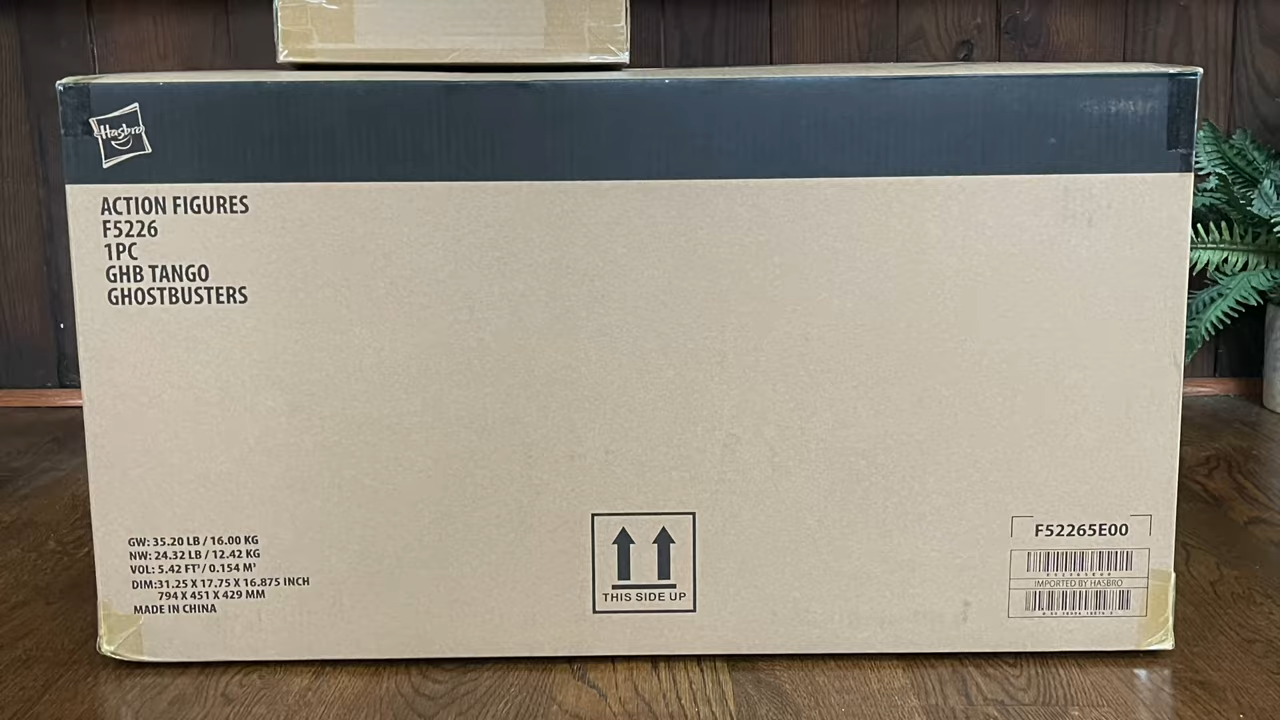 Hasbro
ACTION FIGURES
F5226
1PC
GHB TANGO
GHOSTBUSTERS
GW: 35.20 LB / 16.00 KG
NW: 24.32 LB / 12.42 KG
VOL: 5.42 FT³ / 0.154 M³
DIM:31.25 X 17.75 X 16.875 INCH
794 X 451 X 429 MM
MADE IN CHINA
THIS SIDE UP
F52265E00
F52265E00
IMPORTED BY HASBRO